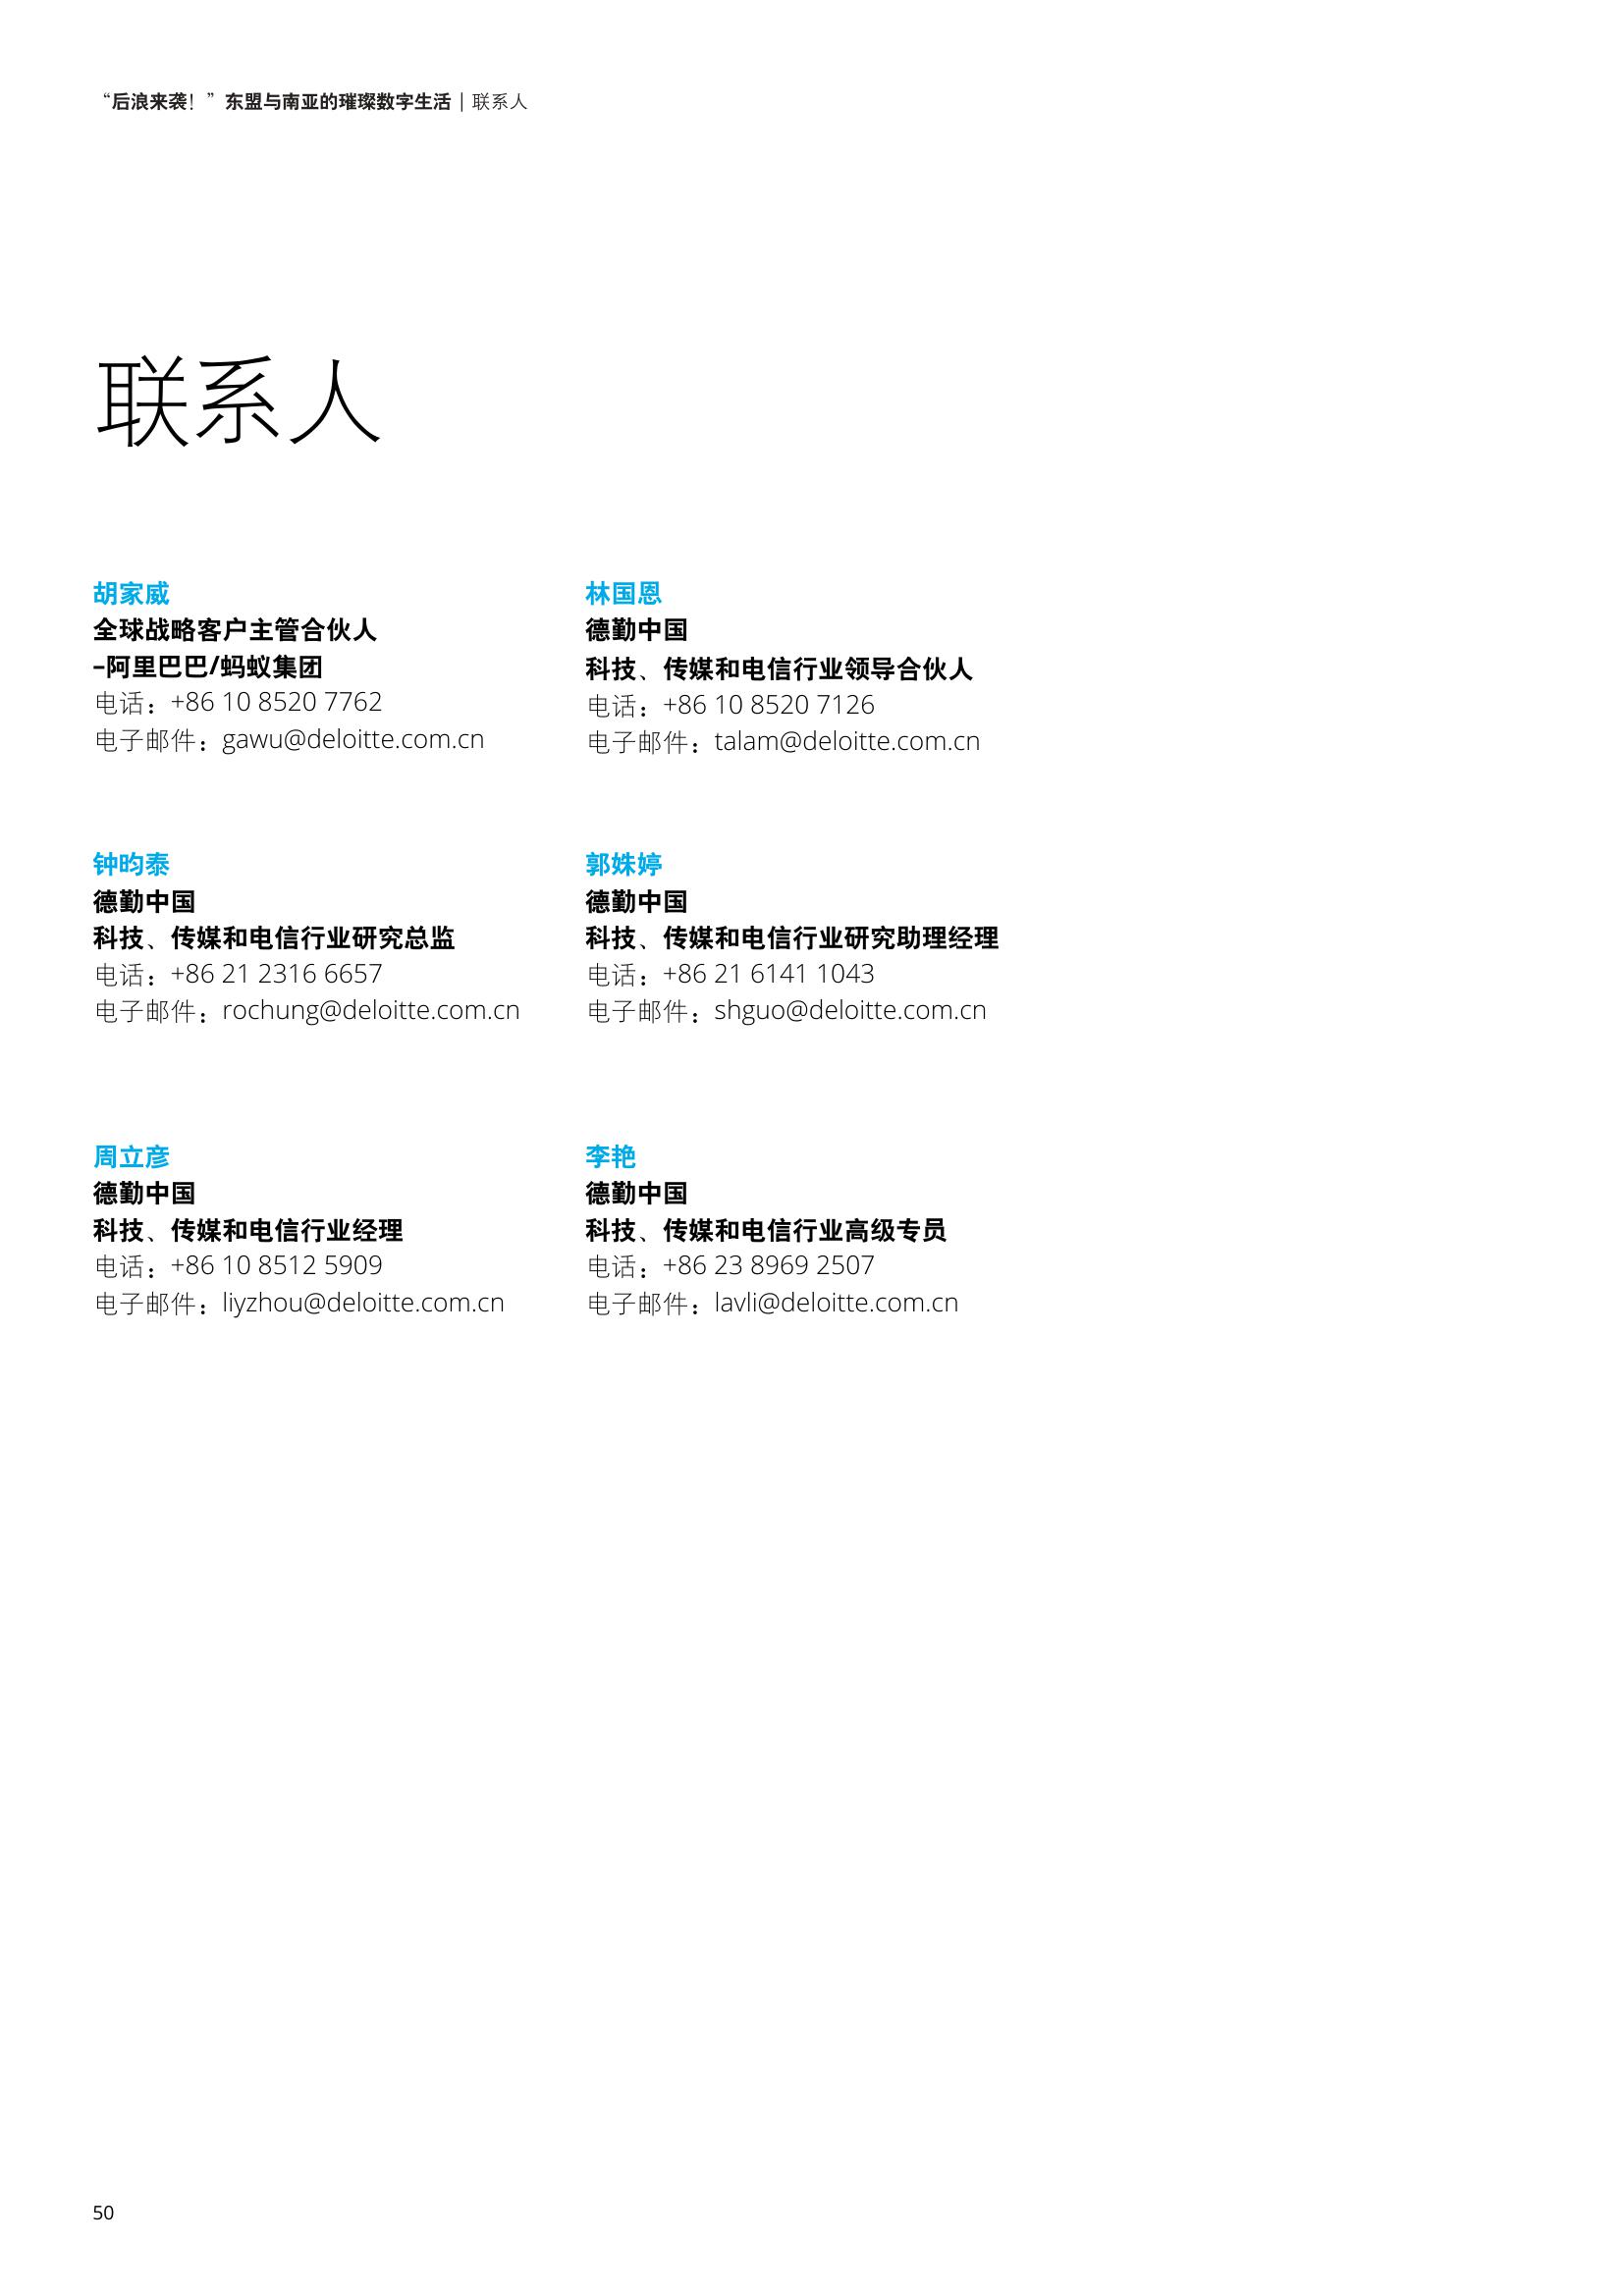 “后浪来袭！”东盟与南亚的璀璨数字生活 | 联系人
联系人
胡家威
全球战略客户主管合伙人
–阿里巴巴/蚂蚁集团
电话：+86 10 8520 7762
电子邮件：gawu@deloitte.com.cn
林国恩
德勤中国
科技、传媒和电信行业领导合伙人
电话：+86 10 8520 7126
电子邮件：talam@deloitte.com.cn
钟昀泰
德勤中国
科技、传媒和电信行业研究总监
电话：+86 21 2316 6657
电子邮件：rochung@deloitte.com.cn
郭姝婷
德勤中国
科技、传媒和电信行业研究助理经理
电话：+86 21 6141 1043
电子邮件：shguo@deloitte.com.cn
周立彦
德勤中国
科技、传媒和电信行业经理
电话：+86 10 8512 5909
电子邮件：liyzhou@deloitte.com.cn
李艳
德勤中国
科技、传媒和电信行业高级专员
电话：+86 23 8969 2507
电子邮件：lavli@deloitte.com.cn
50